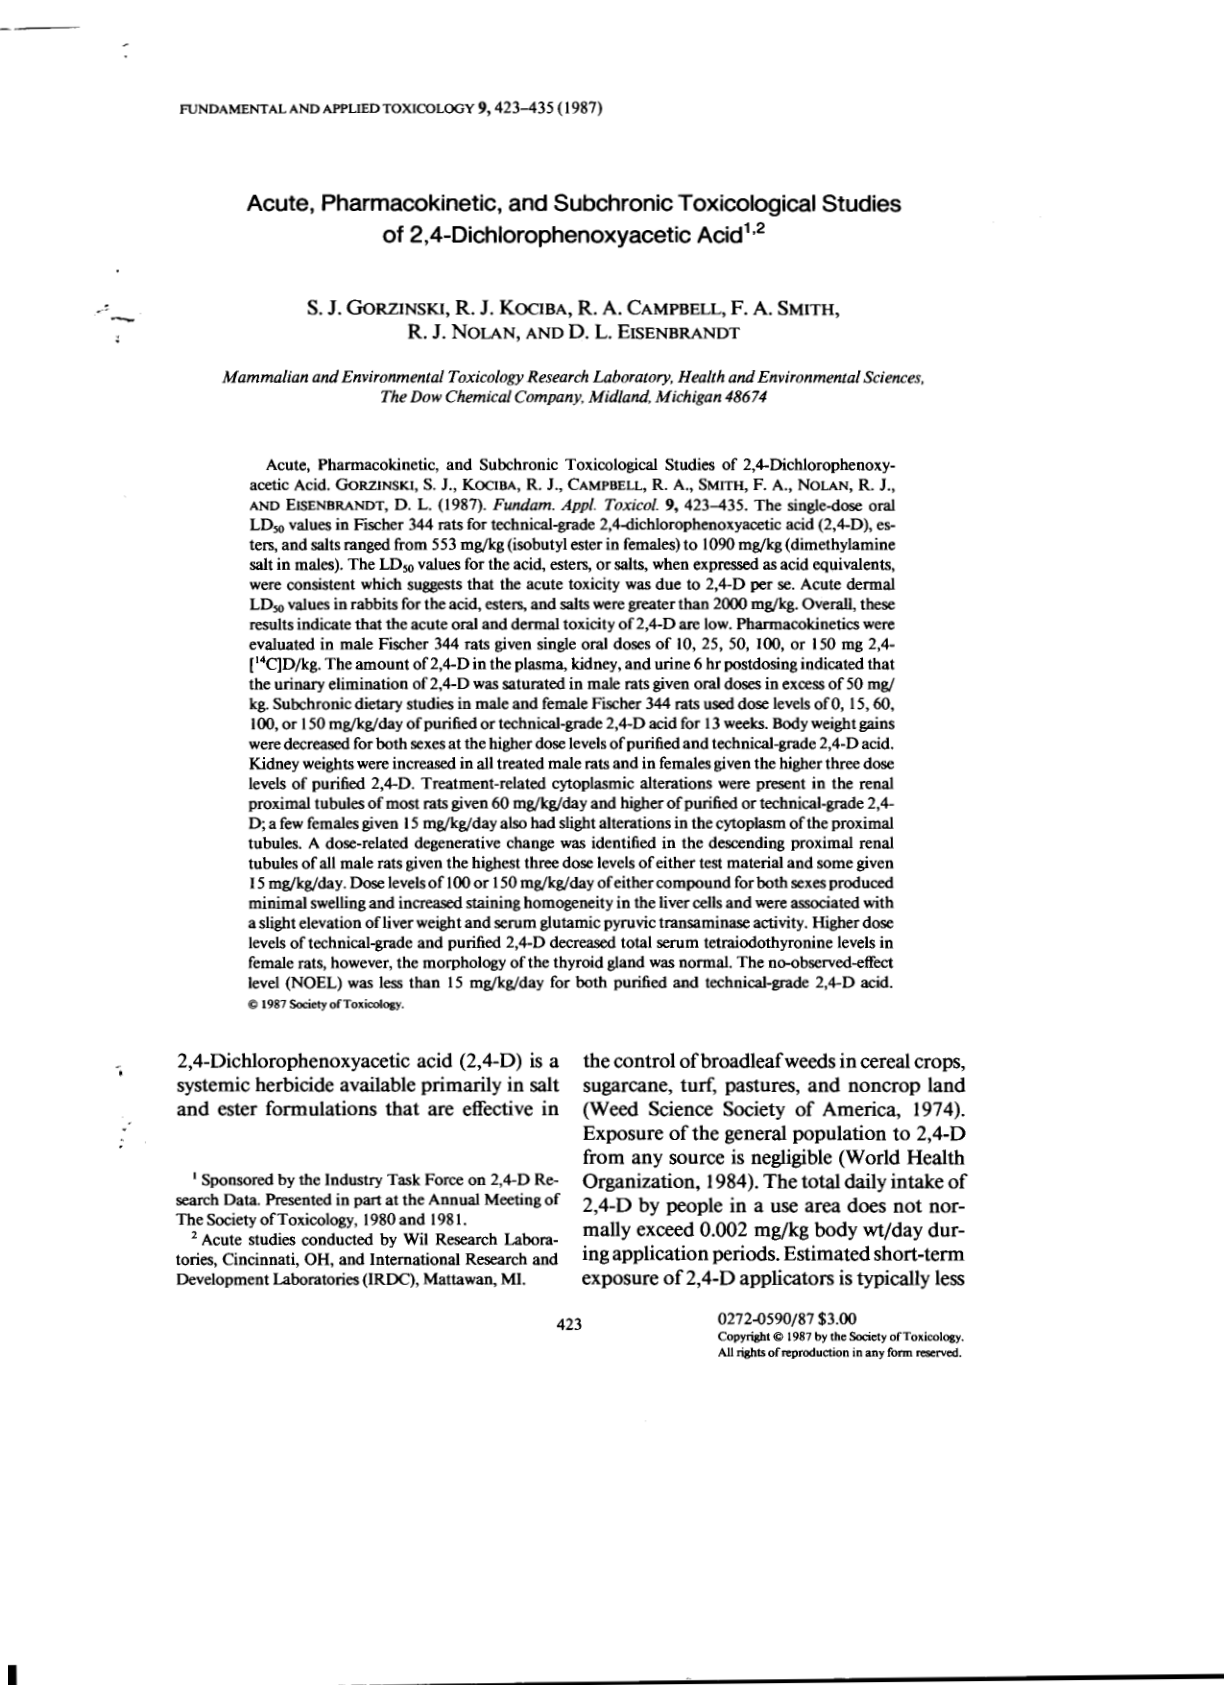 FUNDAMENTAL AND APPLIED TOXICOLOGY 9, 423–435 (1987)
Acute, Pharmacokinetic, and Subchronic Toxicological Studies
of 2,4-Dichlorophenoxyacetic Acid1,2
S. J. GORZINSKI, R. J. KOCIBA, R. A. CAMPBELL, F. A. SMITH,
R. J. NOLAN, AND D. L. EISENBRANDT
Mammalian and Environmental Toxicology Research Laboratory, Health and Environmental Sciences,
The Dow Chemical Company, Midland, Michigan 48674
Acute, Pharmacokinetic, and Subchronic Toxicological Studies of 2,4-Dichlorophenoxy-
acetic Acid. GORZINSKI, S. J., KOCIBA, R. J., CAMPBELL, R. A., SMITH, F. A., NOLAN, R. J.,
AND EISENBRANDT, D. L. (1987). Fundam. Appl. Toxicol. 9, 423–435. The single-dose oral
LD50 values in Fischer 344 rats for technical-grade 2,4-dichlorophenoxyacetic acid (2,4-D), es-
ters, and salts ranged from 553 mg/kg (isobutyl ester in females) to 1090 mg/kg (dimethylamine
salt in males). The LD50 values for the acid, esters, or salts, when expressed as acid equivalents,
were consistent which suggests that the acute toxicity was due to 2,4-D per se. Acute dermal
LD50 values in rabbits for the acid, esters, and salts were greater than 2000 mg/kg. Overall, these
results indicate that the acute oral and dermal toxicity of 2,4-D are low. Pharmacokinetics were
evaluated in male Fischer 344 rats given single oral doses of 10, 25, 50, 100, or 150 mg 2,4-
[14C]D/kg. The amount of 2,4-D in the plasma, kidney, and urine 6 hr postdosing indicated that
the urinary elimination of 2,4-D was saturated in male rats given oral doses in excess of 50 mg/
kg. Subchronic dietary studies in male and female Fischer 344 rats used dose levels of 0, 15, 60,
100, or 150 mg/kg/day of purified or technical-grade 2,4-D acid for 13 weeks. Body weight gains
were decreased for both sexes at the higher dose levels of purified and technical-grade 2,4-D acid.
Kidney weights were increased in all treated male rats and in females given the higher three dose
levels of purified 2,4-D. Treatment-related cytoplasmic alterations were present in the renal
proximal tubules of most rats given 60 mg/kg/day and higher of purified or technical-grade 2,4-
D; a few females given 15 mg/kg/day also had slight alterations in the cytoplasm of the proximal
tubules. A dose-related degenerative change was identified in the descending proximal renal
tubules of all male rats given the highest three dose levels of either test material and some given
15 mg/kg/day. Dose levels of 100 or 150 mg/kg/day of either compound for both sexes produced
minimal swelling and increased staining homogeneity in the liver cells and were associated with
a slight elevation of liver weight and serum glutamic pyruvic transaminase activity. Higher dose
levels of technical-grade and purified 2,4-D decreased total serum tetraiodothyronine levels in
female rats, however, the morphology of the thyroid gland was normal. The no-observed-effect
level (NOEL) was less than 15 mg/kg/day for both purified and technical-grade 2,4-D acid.
© 1987 Society of Toxicology.
2,4-Dichlorophenoxyacetic acid (2,4-D) is a
systemic herbicide available primarily in salt
and ester formulations that are effective in
1 Sponsored by the Industry Task Force on 2,4-D Re-
search Data. Presented in part at the Annual Meeting of
The Society of Toxicology, 1980 and 1981.
2 Acute studies conducted by Wil Research Labora-
tories, Cincinnati, OH, and International Research and
Development Laboratories (IRDC), Mattawan, MI.
the control of broadleaf weeds in cereal crops,
sugarcane, turf, pastures, and noncrop land
(Weed Science Society of America, 1974).
Exposure of the general population to 2,4-D
from any source is negligible (World Health
Organization, 1984). The total daily intake of
2,4-D by people in a use area does not nor-
mally exceed 0.002 mg/kg body wt/day dur-
ing application periods. Estimated short-term
exposure of 2,4-D applicators is typically less
423
0272-0590/87 $3.00
Copyright © 1987 by the Society of Toxicology.
All rights of reproduction in any form reserved.